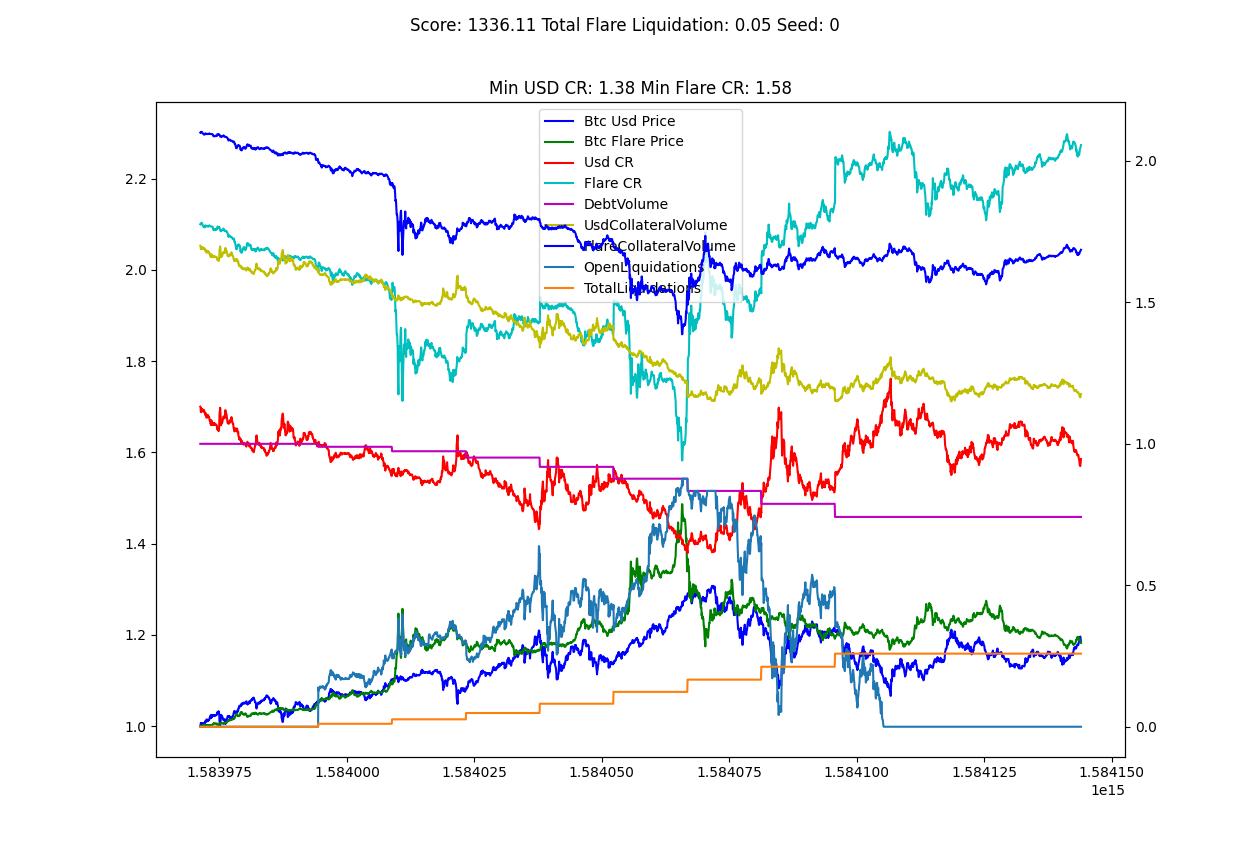 Score: 1336.11 Total Flare Liquidation: 0.05 Seed: 0
Min USD CR: 1.38 Min Flare CR: 1.58
Btc Usd Price
Btc Flare Price
Usd CR
Flare CR
DebtVolume
UsdCollateralVolume
FlareCollateralVolume
OpenLiquidations
TotalLiquidations
2.2
2.0
1.8
1.6
1.4
1.2
1.0
2.0
1.5
1.0
0.5
0.0
1.583975
1.584000
1.584025
1.584050
1.584075
1.584100
1.584125
1.584150
1e15